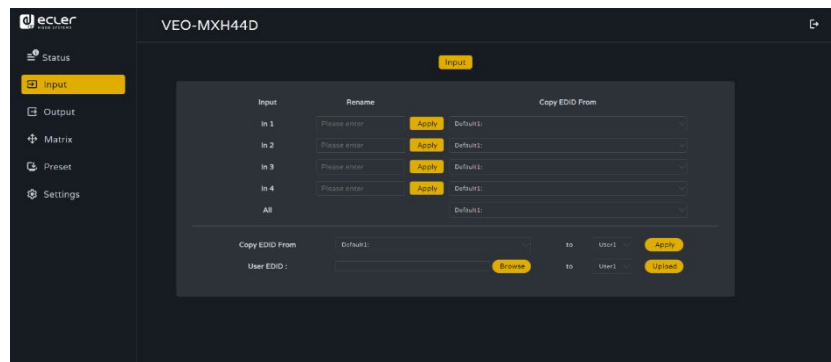 ecler
VIDEO SYSTEMS
VEO-MXH44D
Status
Input
Output
Matrix
Preset
Settings
Input
Input Rename Copy EDID From
In 1 Please enter Apply Default1:
In 2 Please enter Apply Default1:
In 3 Please enter Apply Default1:
In 4 Please enter Apply Default1:
All Default1:
Copy EDID From Default1: to User1 Apply
User EDID : Browse to User1 Upload